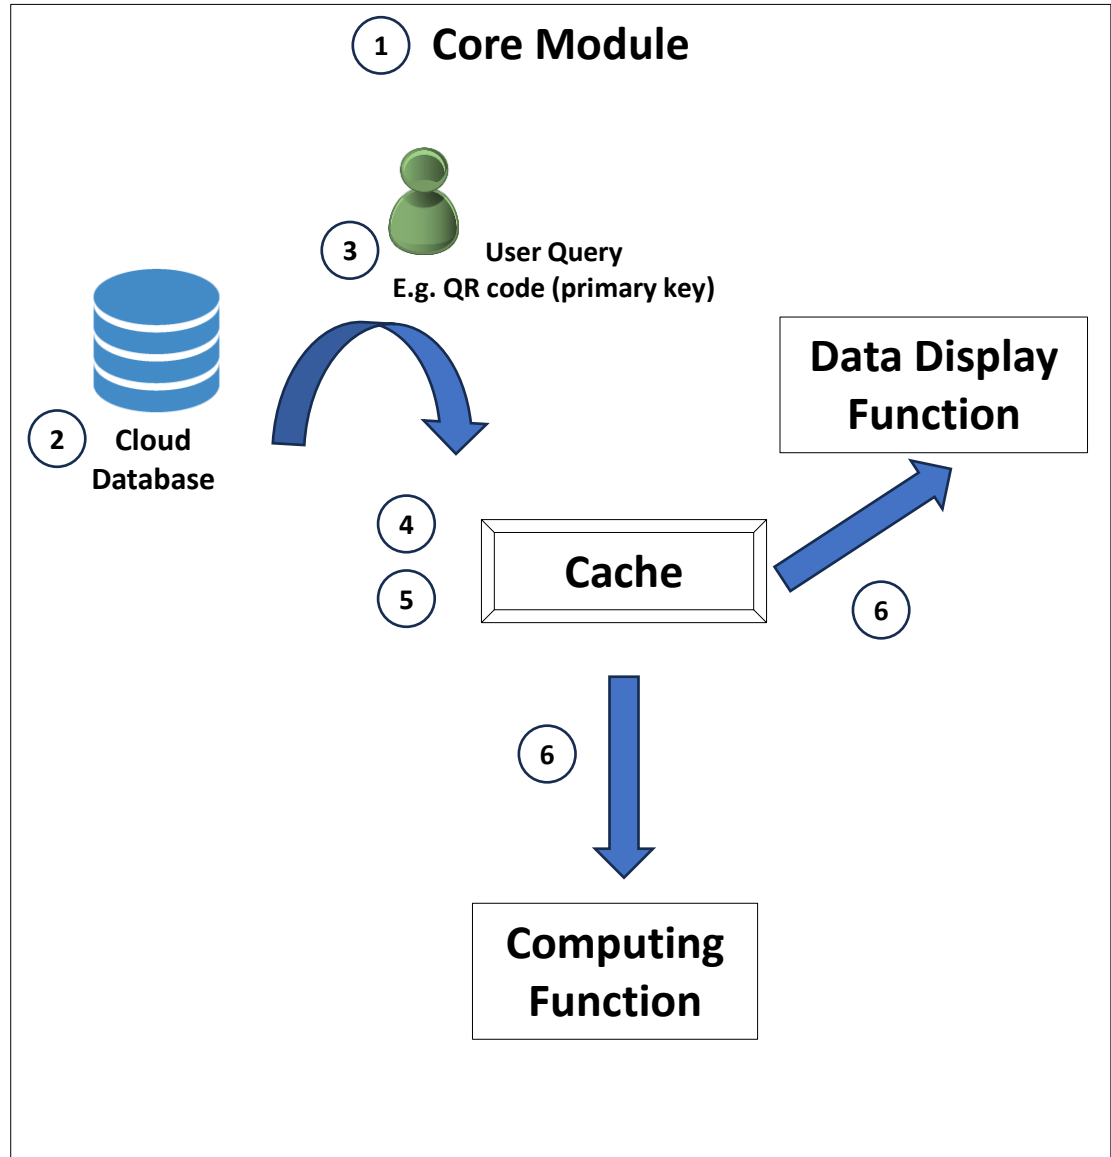 1 Core Module
3
User Query
E.g. QR code (primary key)
2 Cloud
Database
Data Display
Function
4
5
Cache
6
6
Computing
Function